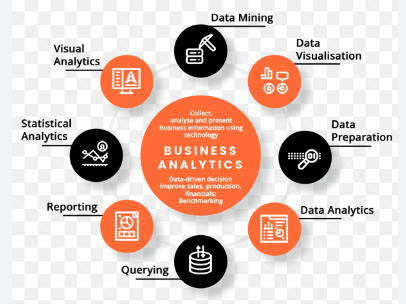 Data Mining
Visual
Analytics
Data
Visualisation
Collect,
analyse and present
business information using
technology
BUSINESS
ANALYTICS
Data-driven decision
improve sales, production,
financials;
Benchmarking
Statistical
Analytics
Data
Preparation
Reporting
Data Analytics
Querying